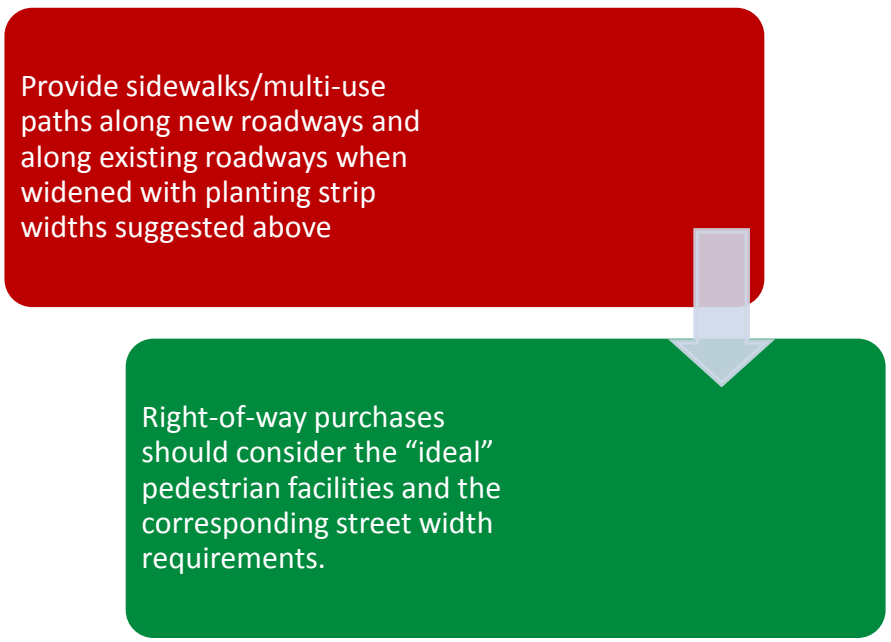 Provide sidewalks/multi-use
paths along new roadways and
along existing roadways when
widened with planting strip
widths suggested above
Right-of-way purchases
should consider the “ideal”
pedestrian facilities and the
corresponding street width
requirements.